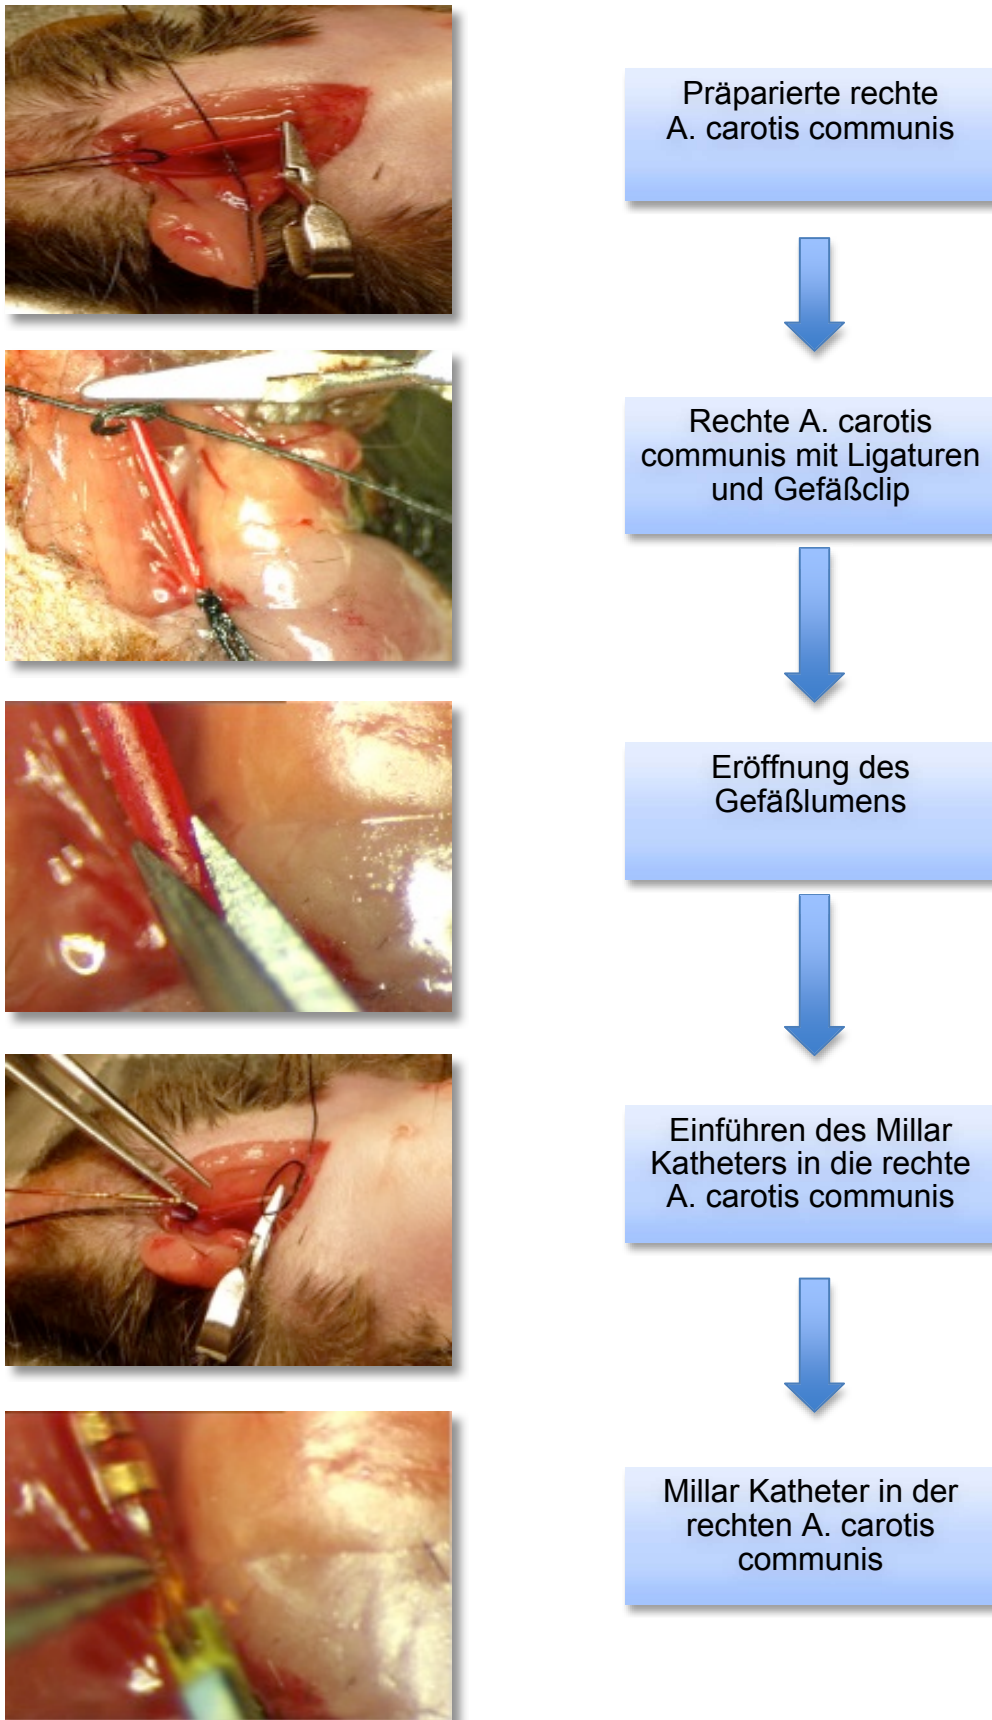 Präparierte rechte
A. carotis communis
Rechte A. carotis
communis mit Ligaturen
und Gefäßclip
Eröffnung des
Gefäßlumens
Einführen des Millar
Katheters in die rechte
A. carotis communis
Millar Katheter in der
rechten A. carotis
communis